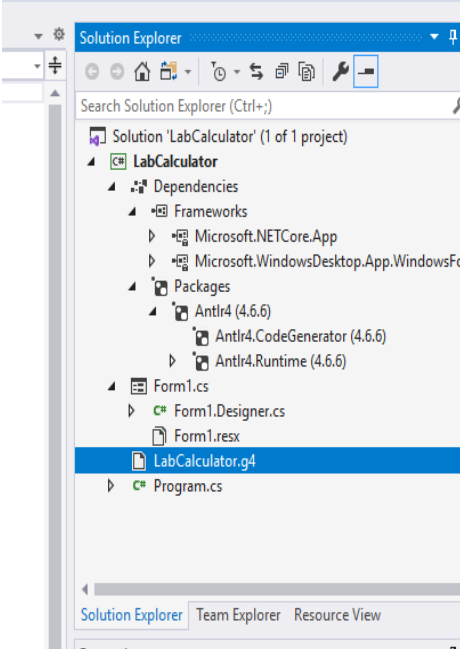 Solution Explorer
Search Solution Explorer (Ctrl+;)
Solution 'LabCalculator' (1 of 1 project)
C# LabCalculator
Dependencies
Frameworks
Microsoft.NETCore.App
Microsoft.WindowsDesktop.App.WindowsFo
Packages
Antlr4 (4.6.6)
Antlr4.CodeGenerator (4.6.6)
Antlr4.Runtime (4.6.6)
Form1.cs
C# Form1.Designer.cs
Form1.resx
LabCalculator.g4
C# Program.cs
Solution Explorer Team Explorer Resource View